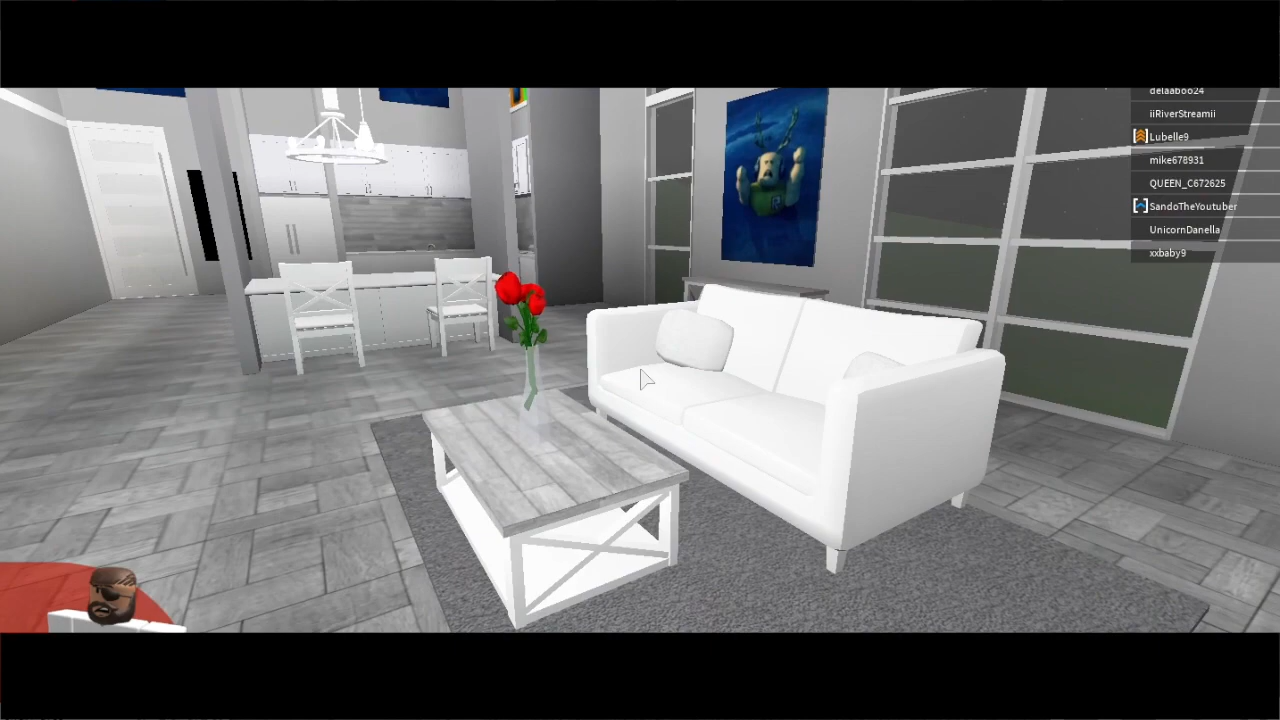 delaaboo24
iiRiverStreamii
Lubelle9
mike678931
QUEEN_C672625
SandoTheYoutuber
UnicornDanella
xxbaby9